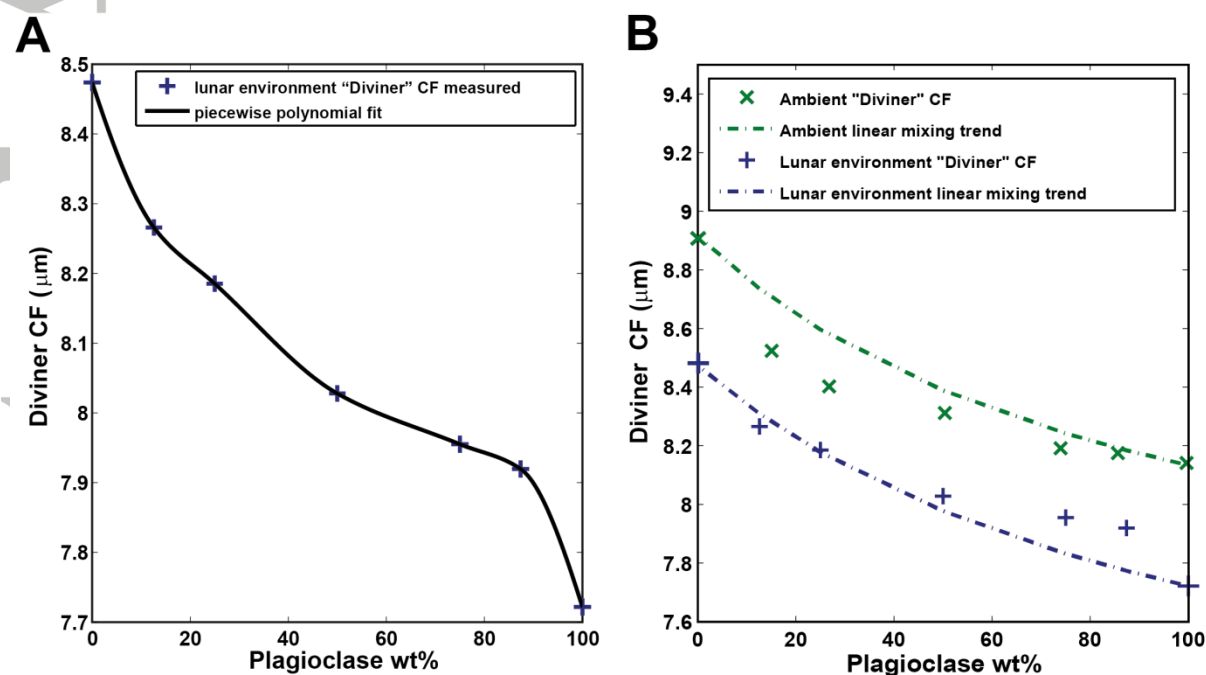 A
8.5
8.4
8.3
8.2
8.1
8
7.9
7.8
7.7
Diviner CF (μm)
lunar environment “Diviner” CF measured
piecewise polynomial fit
0 20 40 60 80 100
Plagioclase wt%
B
9.4
9.2
9
8.8
8.6
8.4
8.2
8
7.8
7.6
Diviner CF (μm)
Ambient "Diviner" CF
Ambient linear mixing trend
Lunar environment "Diviner" CF
Lunar environment linear mixing trend
0 20 40 60 80 100
Plagioclase wt%